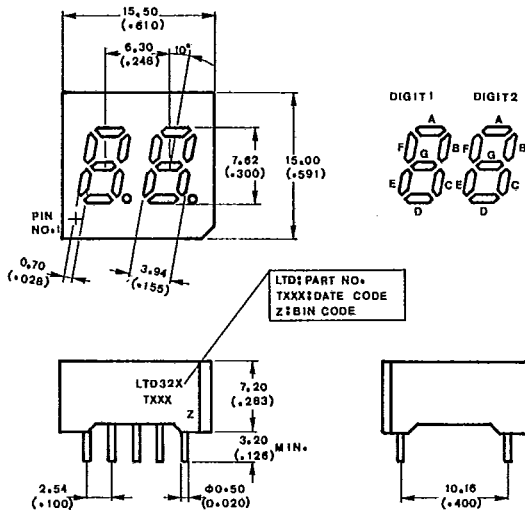 15.50
(.610)
6.30
(.248)
10°
DIGIT1 DIGIT2
A
F B F B
G G
E C E C
D D
7.62
(.300)
15.00
(.591)
PIN
NO.1
0.70
(.028)
3.94
(.155)
LTD:PART NO.
TXXX:DATE CODE
Z:BIN CODE
LTD32X
TXXX
Z
7.20
(.283)
3.20
(.126) MIN.
2.54
(.100)
Φ0.50
(0.020)
10.16
(.400)